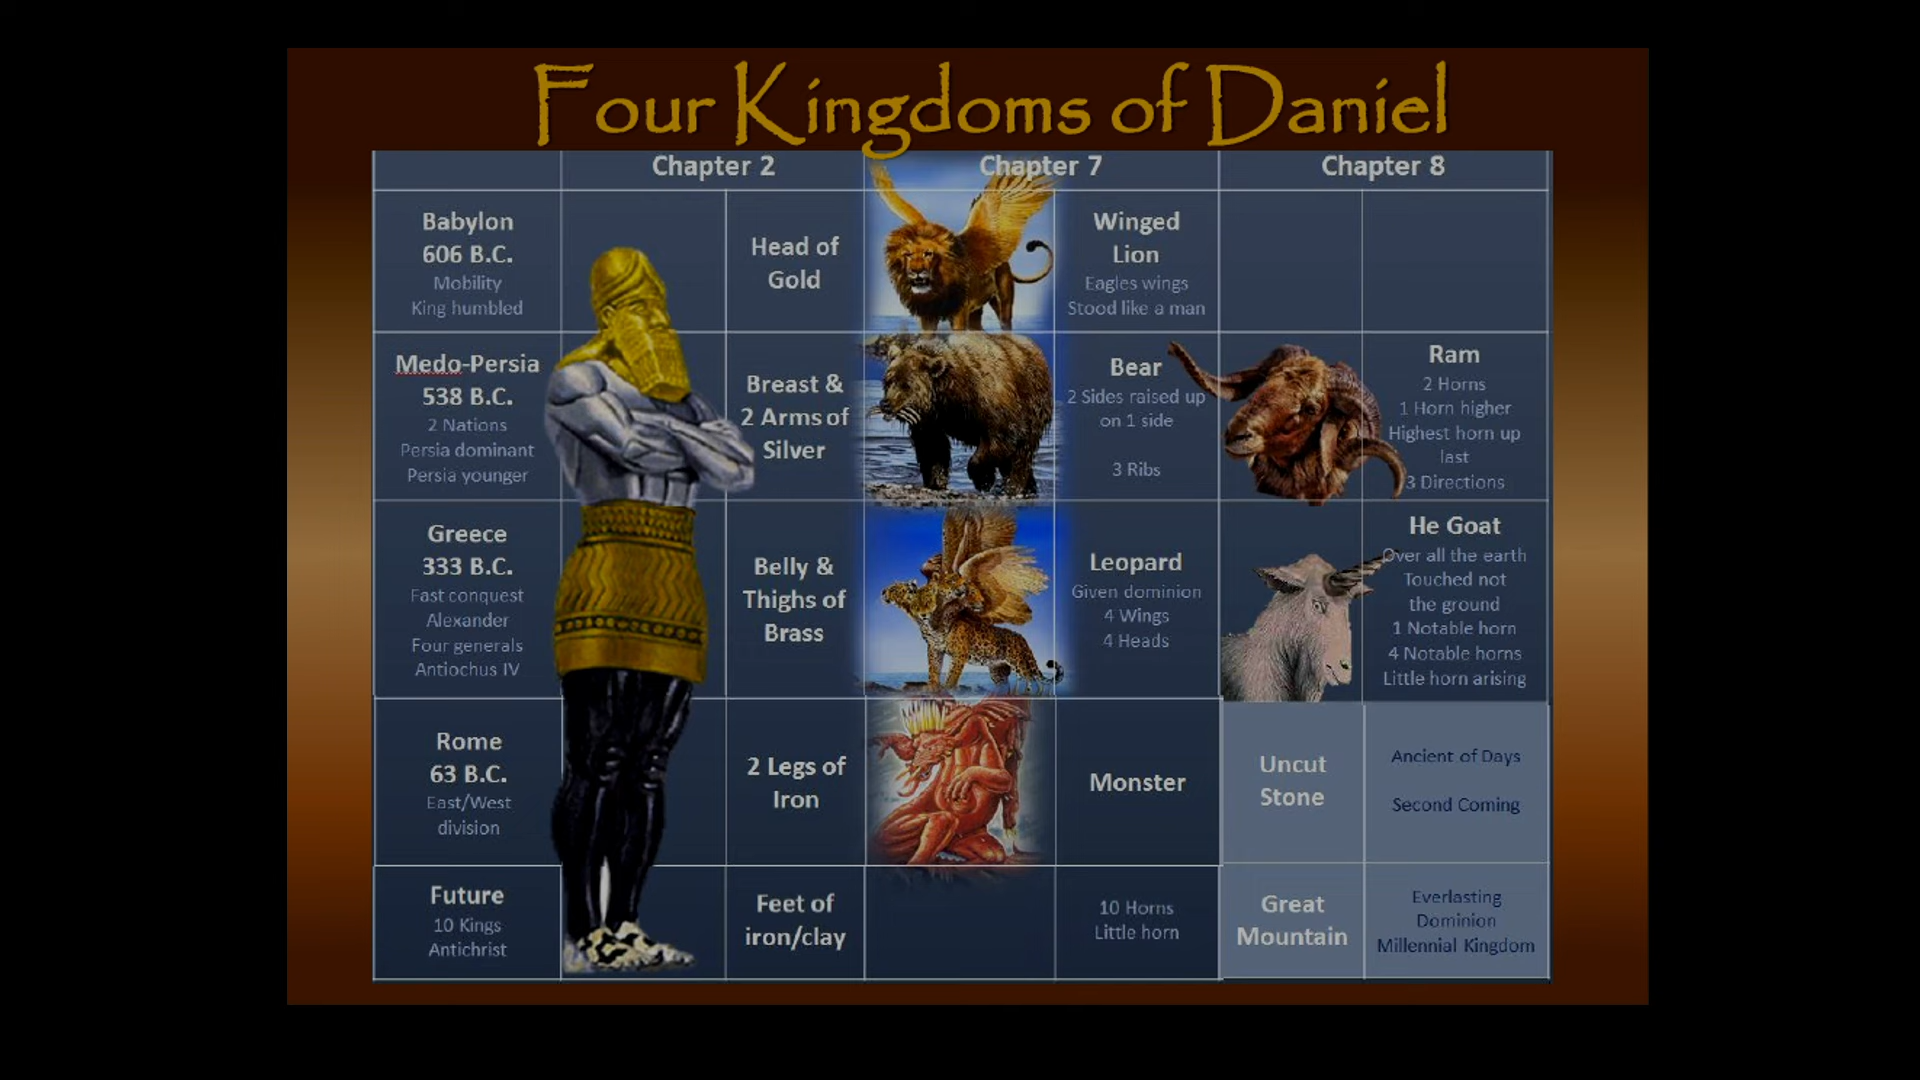 Four Kingdoms of Daniel
Chapter 2
Chapter 7
Chapter 8
Babylon
606 B.C.
Mobility
King humbled
Head of
Gold
Winged
Lion
Eagles wings
Stood like a man
Medo-Persia
538 B.C.
2 Nations
Persia dominant
Persia younger
Breast &
2 Arms of
Silver
Bear
2 Sides raised up
on 1 side
3 Ribs
Ram
2 Horns
1 Horn higher
Highest horn up
last
3 Directions
Greece
333 B.C.
Fast conquest
Alexander
Four generals
Antiochus IV
Belly &
Thighs of
Brass
Leopard
Given dominion
4 Wings
4 Heads
He Goat
Over all the earth
Touched not
the ground
1 Notable horn
4 Notable horns
Little horn arising
Rome
63 B.C.
East/West
division
2 Legs of
Iron
Monster
Uncut
Stone
Ancient of Days
Second Coming
Future
10 Kings
Antichrist
Feet of
iron/clay
10 Horns
Little horn
Great
Mountain
Everlasting
Dominion
Millennial Kingdom